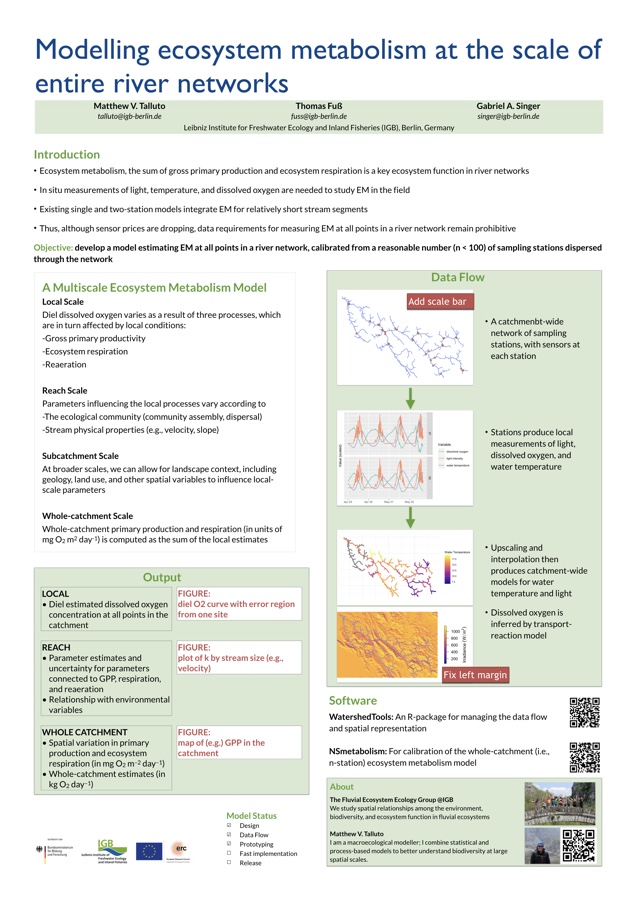 Modelling ecosystem metabolism at the scale of
entire river networks
Matthew V. Talluto
talluto@igb-berlin.de
Thomas Fuß
fuss@igb-berlin.de
Gabriel A. Singer
singer@igb-berlin.de
Leibniz Institute for Freshwater Ecology and Inland Fisheries (IGB), Berlin, Germany
Introduction
• Ecosystem metabolism, the sum of gross primary production and ecosystem respiration is a key ecosystem function in river networks
• In situ measurements of light, temperature, and dissolved oxygen are needed to study EM in the field
• Existing single and two-station models integrate EM for relatively short stream segments
• Thus, although sensor prices are dropping, data requirements for measuring EM at all points in a river network remain prohibitive
Objective: develop a model estimating EM at all points in a river network, calibrated from a reasonable number (n < 100) of sampling stations dispersed
through the network
A Multiscale Ecosystem Metabolism Model
Local Scale
Diel dissolved oxygen varies as a result of three processes, which
are in turn affected by local conditions:
-Gross primary productivity
-Ecosystem respiration
-Reaeration
Reach Scale
Parameters influencing the local processes vary according to
-The ecological community (community assembly, dispersal)
-Stream physical properties (e.g., velocity, slope)
Subcatchment Scale
At broader scales, we can allow for landscape context, including
geology, land use, and other spatial variables to influence local-
scale parameters
Whole-catchment Scale
Whole-catchment primary production and respiration (in units of
mg O₂ m² day⁻¹) is computed as the sum of the local estimates
Output
LOCAL
• Diel estimated dissolved oxygen
concentration at all points in the
catchment
FIGURE:
diel O2 curve with error region
from one site
REACH
• Parameter estimates and
uncertainty for parameters
connected to GPP, respiration,
and reaeration
• Relationship with environmental
variables
FIGURE:
plot of k by stream size (e.g.,
velocity)
WHOLE CATCHMENT
• Spatial variation in primary
production and ecosystem
respiration (in mg O₂ m⁻² day⁻¹)
• Whole-catchment estimates (in
kg O₂ day⁻¹)
FIGURE:
map of (e.g.) GPP in the
catchment
Data Flow
Add scale bar
• A catchmenbt-wide
network of sampling
stations, with sensors at
each station
• Stations produce local
measurements of light,
dissolved oxygen, and
water temperature
dissolved oxygen
light intensity
water temperature
• Upscaling and
interpolation then
produces catchment-wide
models for water
temperature and light
Water Temperature
• Dissolved oxygen is
inferred by transport-
reaction model
1000
800
600
400
200
Irradiance (W/m²)
Fix left margin
Software
WatershedTools: An R-package for managing the data flow
and spatial representation
NSmetabolism: For calibration of the whole-catchment (i.e.,
n-station) ecosystem metabolism model
About
The Fluvial Ecosystem Ecology Group @IGB
We study spatial relationships among the environment,
biodiversity, and ecosystem function in fluvial ecosystems
Matthew V. Talluto
I am a macroecological modeller; I combine statistical and
process-based models to better understand biodiversity at large
spatial scales.
Model Status
☑ Design
☑ Data Flow
☑ Prototyping
☐ Fast implementation
☐ Release
Bundesministerium
für Bildung
und Forschung
IGB
Leibniz-Institute of
Freshwater Ecology
and Inland Fisheries
erc